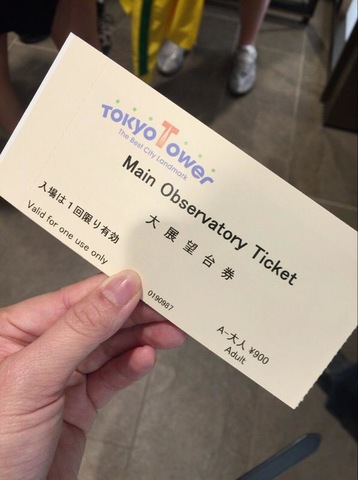 TOKYO TOWER
The Best City Landmark
Main Observatory Ticket
大展望台券
入場は1回限り有効
Valid for one use only
0190987
A-大人 ¥900
Adult